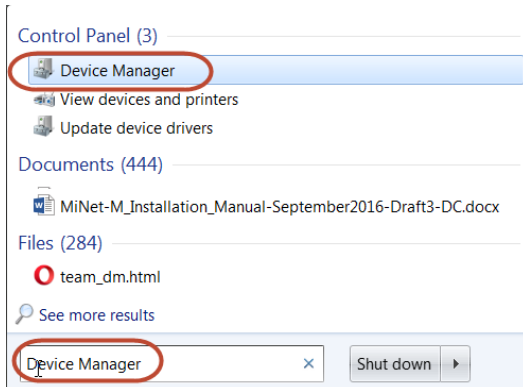 Control Panel (3)
Device Manager
View devices and printers
Update device drivers
Documents (444)
MiNet-M_Installation_Manual-September2016-Draft3-DC.docx
Files (284)
team_dm.html
See more results
Device Manager
Shut down